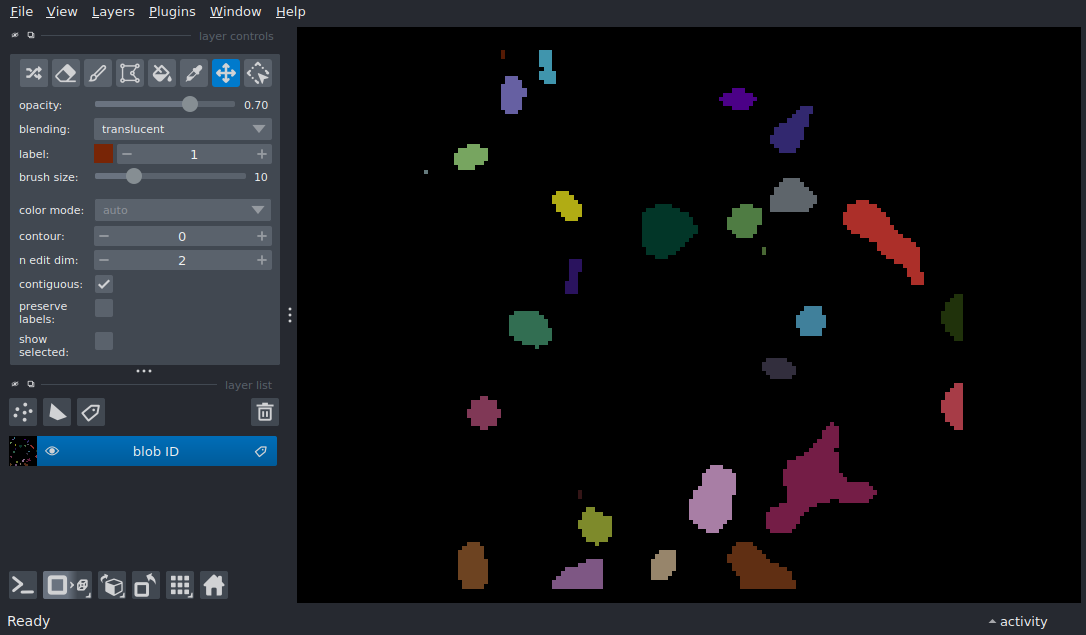 File View Layers Plugins Window Help
layer controls
opacity: 0.70
blending: translucent
label: 1
brush size: 10
color mode: auto
contour: 0
n edit dim: 2
contiguous:
preserve
labels:
show
selected:
layer list
blob ID
Ready
activity